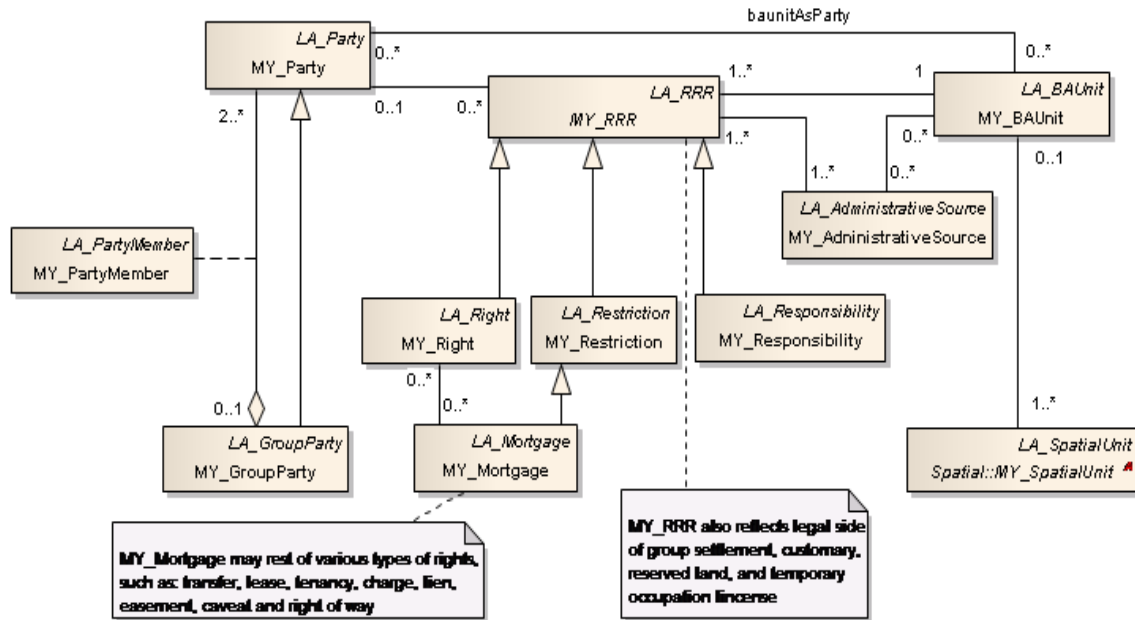 baunitAsParty
LA_Party
MY_Party
0..*
0..*
2..*
0..1
0..*
LA_RRR
MY_RRR
1..*
1
1..*
LA_BAUnit
MY_BAUnit
0..*
0..1
1..*
0..*
LA_AdministrativeSource
MY_AdninistrativeSource
LA_PartyMember
MY_PartyMember
LA_Right
MY_Right
LA_Restriction
MY_Restriction
LA_Responsibility
MY_Responsibility
0..*
0..*
0..1
1..*
LA_GroupParty
MY_GroupParty
LA_Mortgage
MY_Mortgage
LA_SpatialUnit
Spatial::MY_SpatialUnit
MY_Mortgage may rest of various types of rights,
such as: transfer, lease, tenancy, charge, lien,
easement, caveat and right of way
MY_RRR also reflects legal side
of group settlement, customary,
reserved land, and temporary
occupation lincense